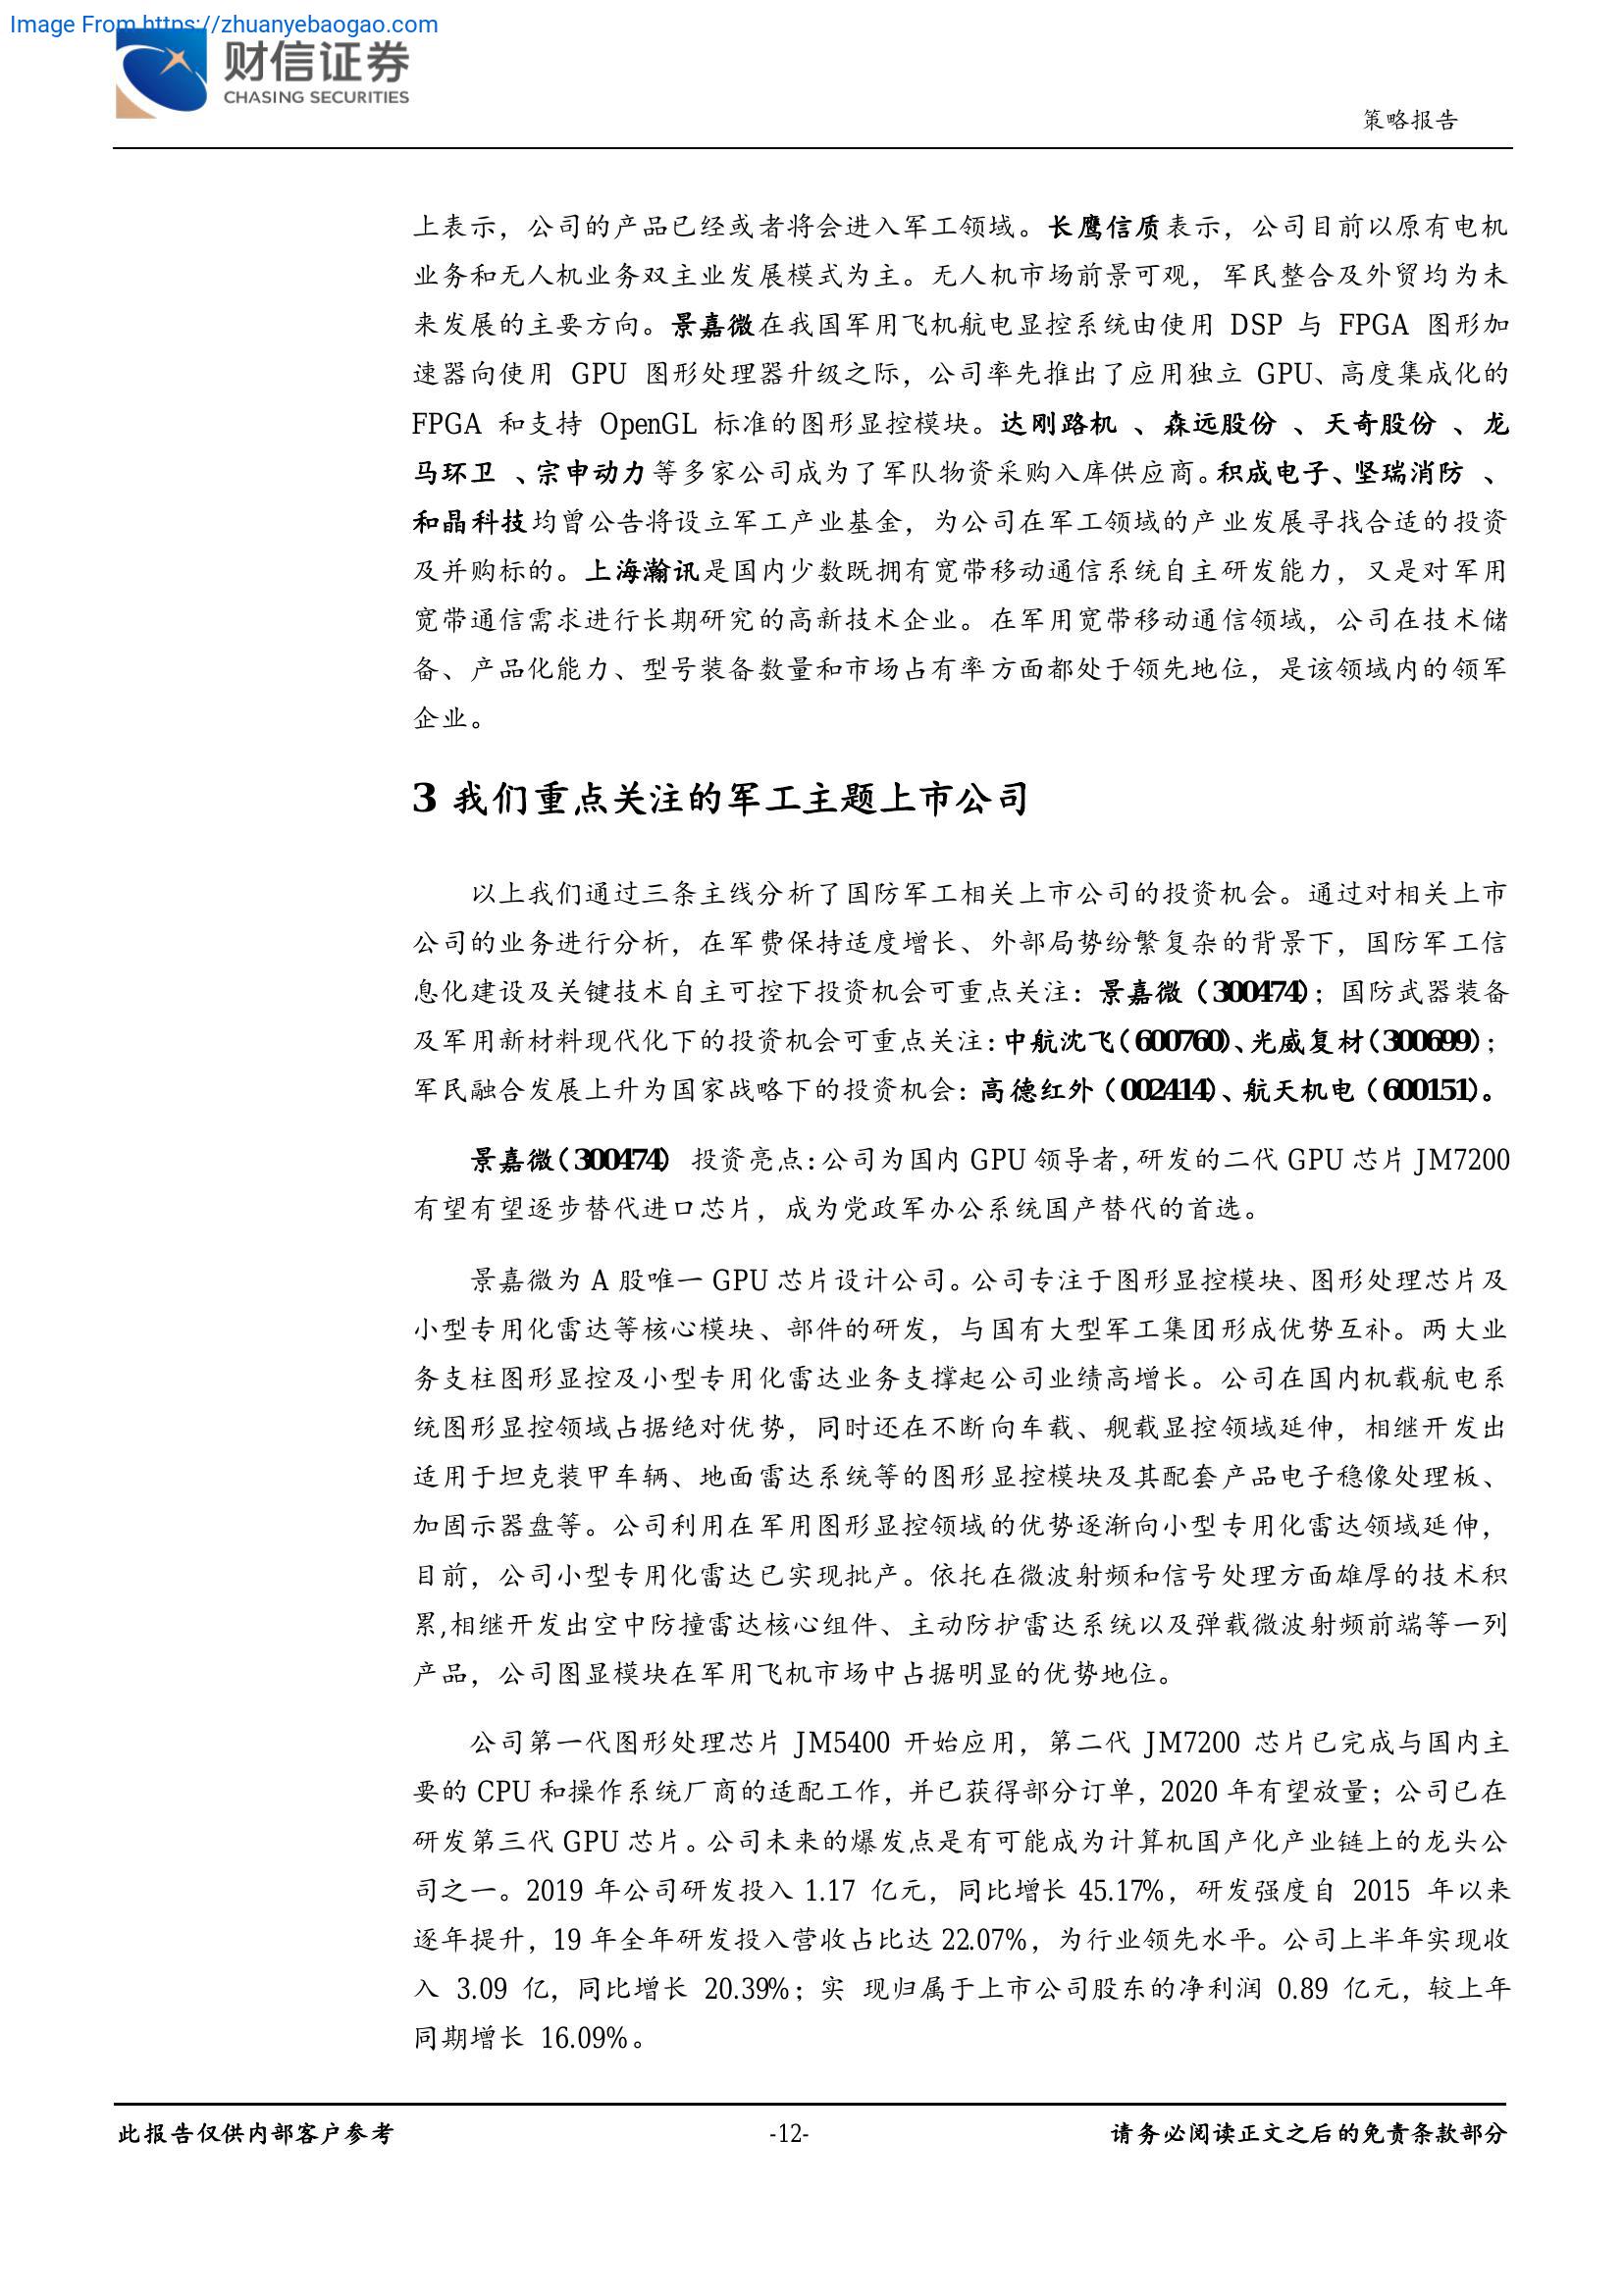 Image From https://zhuanyebaogao.com
财信证券
CHASING SECURITIES
策略报告
上表示，公司的产品已经或者将会进入军工领域。长鹰信质表示，公司目前以原有电机
业务和无人机业务双主业发展模式为主。无人机市场前景可观，军民整合及外贸均为未
来发展的主要方向。景嘉微在我国军用飞机航电显控系统由使用 DSP 与 FPGA 图形加
速器向使用 GPU 图形处理器升级之际，公司率先推出了应用独立 GPU、高度集成化的
FPGA 和支持 OpenGL 标准的图形显控模块。达刚路机 、森远股份 、天奇股份 、龙
马环卫 、宗申动力等多家公司成为了军队物资采购入库供应商。积成电子、坚瑞消防 、
和晶科技均曾公告将设立军工产业基金，为公司在军工领域的产业发展寻找合适的投资
及并购标的。上海瀚讯是国内少数既拥有宽带移动通信系统自主研发能力，又是对军用
宽带通信需求进行长期研究的高新技术企业。在军用宽带移动通信领域，公司在技术储
备、产品化能力、型号装备数量和市场占有率方面都处于领先地位，是该领域内的领军
企业。
3 我们重点关注的军工主题上市公司
以上我们通过三条主线分析了国防军工相关上市公司的投资机会。通过对相关上市
公司的业务进行分析，在军费保持适度增长、外部局势纷繁复杂的背景下，国防军工信
息化建设及关键技术自主可控下投资机会可重点关注：景嘉微（300474）；国防武器装备
及军用新材料现代化下的投资机会可重点关注：中航沈飞（600760）、光威复材（300699）；
军民融合发展上升为国家战略下的投资机会：高德红外（002414）、航天机电（600151）。
景嘉微（300474） 投资亮点：公司为国内 GPU 领导者，研发的二代 GPU 芯片 JM7200
有望有望逐步替代进口芯片，成为党政军办公系统国产替代的首选。
景嘉微为 A 股唯一 GPU 芯片设计公司。公司专注于图形显控模块、图形处理芯片及
小型专用化雷达等核心模块、部件的研发，与国有大型军工集团形成优势互补。两大业
务支柱图形显控及小型专用化雷达业务支撑起公司业绩高增长。公司在国内机载航电系
统图形显控领域占据绝对优势，同时还在不断向车载、舰载显控领域延伸，相继开发出
适用于坦克装甲车辆、地面雷达系统等的图形显控模块及其配套产品电子稳像处理板、
加固示器盘等。公司利用在军用图形显控领域的优势逐渐向小型专用化雷达领域延伸，
目前，公司小型专用化雷达已实现批产。依托在微波射频和信号处理方面雄厚的技术积
累,相继开发出空中防撞雷达核心组件、主动防护雷达系统以及弹载微波射频前端等一列
产品，公司图显模块在军用飞机市场中占据明显的优势地位。
公司第一代图形处理芯片 JM5400 开始应用，第二代 JM7200 芯片已完成与国内主
要的 CPU 和操作系统厂商的适配工作，并已获得部分订单，2020 年有望放量；公司已在
研发第三代 GPU 芯片。公司未来的爆发点是有可能成为计算机国产化产业链上的龙头公
司之一。2019 年公司研发投入 1.17 亿元，同比增长 45.17%，研发强度自 2015 年以来
逐年提升，19 年全年研发投入营收占比达 22.07%，为行业领先水平。公司上半年实现收
入 3.09 亿，同比增长 20.39%；实 现归属于上市公司股东的净利润 0.89 亿元，较上年
同期增长 16.09%。
此报告仅供内部客户参考
-12-
请务必阅读正文之后的免责条款部分